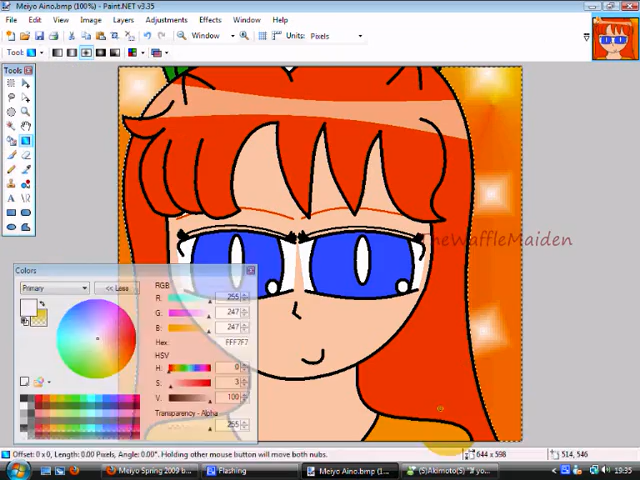 Meiyo Aino.bmp (100%) - Paint.NET v3.35
File Edit View Image Layers Adjustments Effects Window Help
Window Units: Pixels
Tool:
Tools
TheWaffleMaiden
Colors
Primary << Less
RGB
R: 255
G: 247
B: 247
Hex: FFF7F7
HSV
H: 0
S: 3
V: 100
Transparency - Alpha
255
Offset: 0 x 0, Length: 0.00 Pixels, Angle: 0.00°. Holding other mouse button will move both nubs. 644 x 598 514, 546
Meiyo Spring 2009 b... Flashing Meiyo Aino.bmp (1... (S)Akimoto(S) "If yo... 19:35